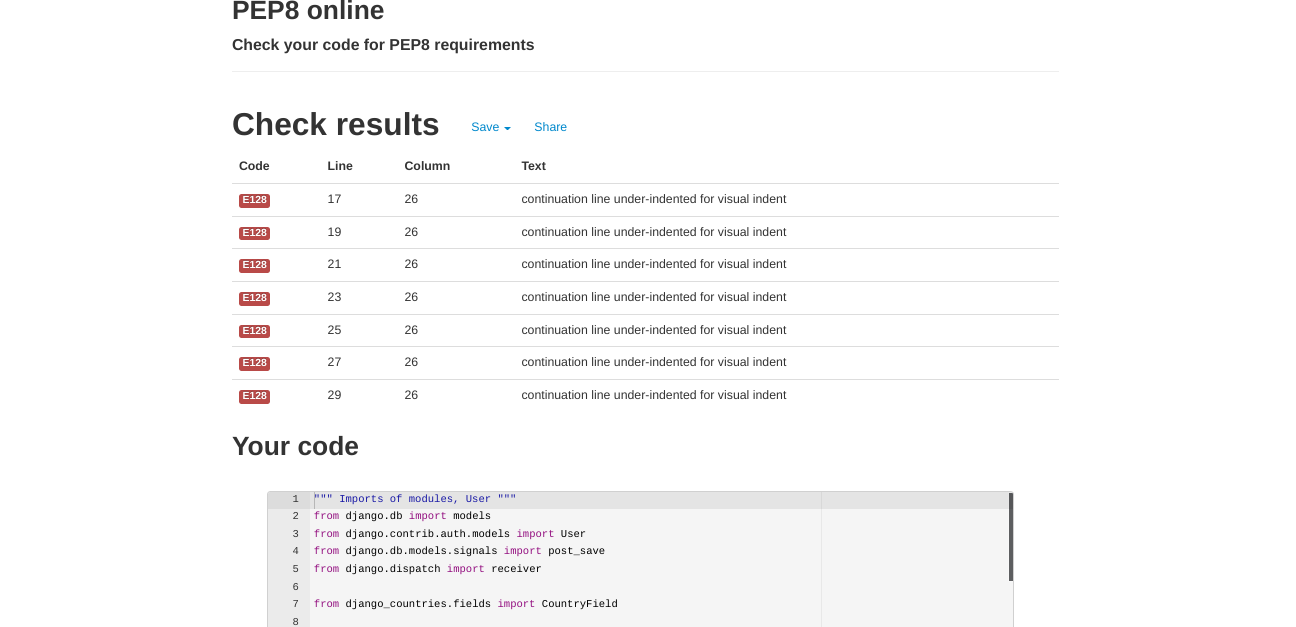 PEP8 online
Check your code for PEP8 requirements
Check results Save Share
Code Line Column Text
E128 17 26 continuation line under-indented for visual indent
E128 19 26 continuation line under-indented for visual indent
E128 21 26 continuation line under-indented for visual indent
E128 23 26 continuation line under-indented for visual indent
E128 25 26 continuation line under-indented for visual indent
E128 27 26 continuation line under-indented for visual indent
E128 29 26 continuation line under-indented for visual indent
Your code
1 """ Imports of modules, User """
2 from django.db import models
3 from django.contrib.auth.models import User
4 from django.db.models.signals import post_save
5 from django.dispatch import receiver
6
7 from django_countries.fields import CountryField
8